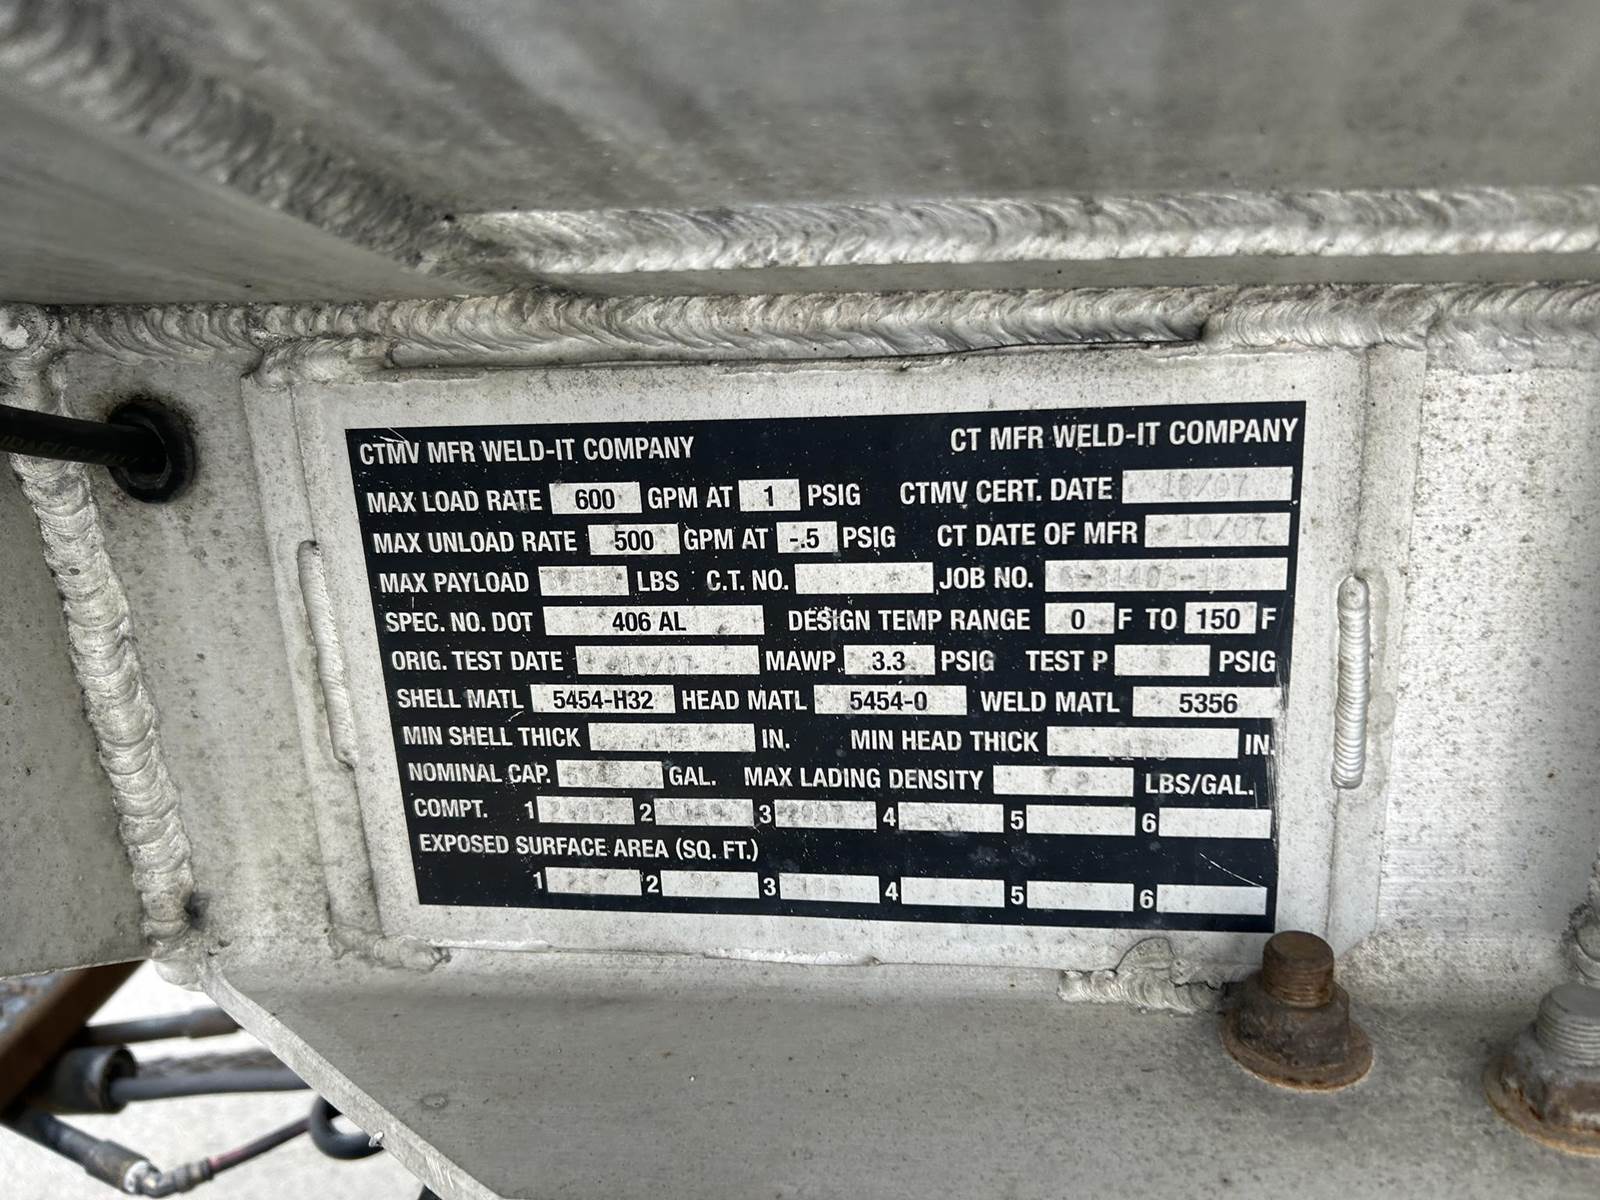 CTMV MFR WELD-IT COMPANY CT MFR WELD-IT COMPANY
MAX LOAD RATE 600 GPM AT 1 PSIG CTMV CERT. DATE 10/07
MAX UNLOAD RATE 500 GPM AT -.5 PSIG CT DATE OF MFR 10/07
MAX PAYLOAD LBS C.T. NO. JOB NO.
SPEC. NO. DOT 406 AL DESIGN TEMP RANGE 0 F TO 150 F
ORIG. TEST DATE MAWP 3.3 PSIG TEST P PSIG
SHELL MATL 5454-H32 HEAD MATL 5454-0 WELD MATL 5356
MIN SHELL THICK IN. MIN HEAD THICK IN.
NOMINAL CAP. GAL. MAX LADING DENSITY LBS/GAL.
COMPT. 1 2 3 4 5 6
EXPOSED SURFACE AREA (SQ. FT.)
1 2 3 4 5 6